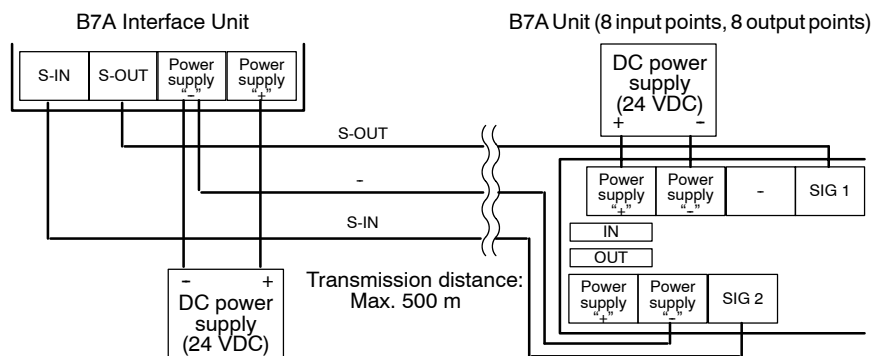 B7A Interface Unit
B7A Unit (8 input points, 8 output points)
S-IN
S-OUT
Power
supply
“-”
Power
supply
“+”
DC power
supply
(24 VDC)
+ -
S-OUT
-
S-IN
Power
supply
“+”
Power
supply
“-”
-
SIG 1
IN
OUT
Transmission distance:
Max. 500 m
- +
DC power
supply
(24 VDC)
Power
supply
“+”
Power
supply
“-”
SIG 2